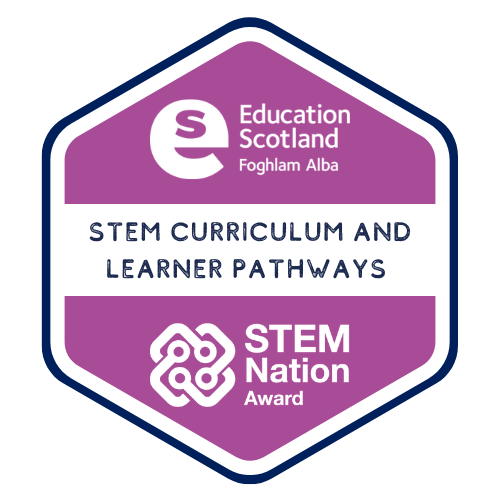 Education
Scotland
Foghlam Alba
STEM CURRICULUM AND
LEARNER PATHWAYS
STEM
Nation
Award